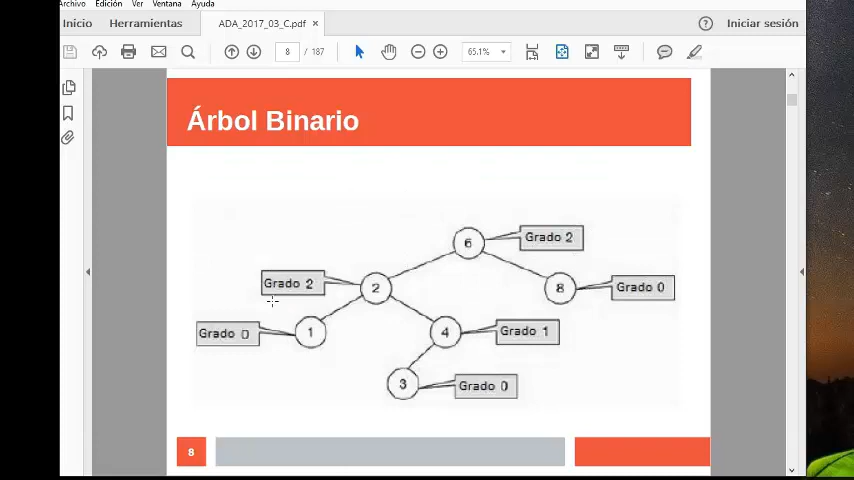 Archivo Edición Ver Ventana Ayuda
Inicio Herramientas ADA_2017_03_C.pdf × ? Iniciar sesión
8 / 187 65.1%
Árbol Binario
6 Grado 2
Grado 2 2 8 Grado 0
Grado 0 1 4 Grado 1
3 Grado 0
8